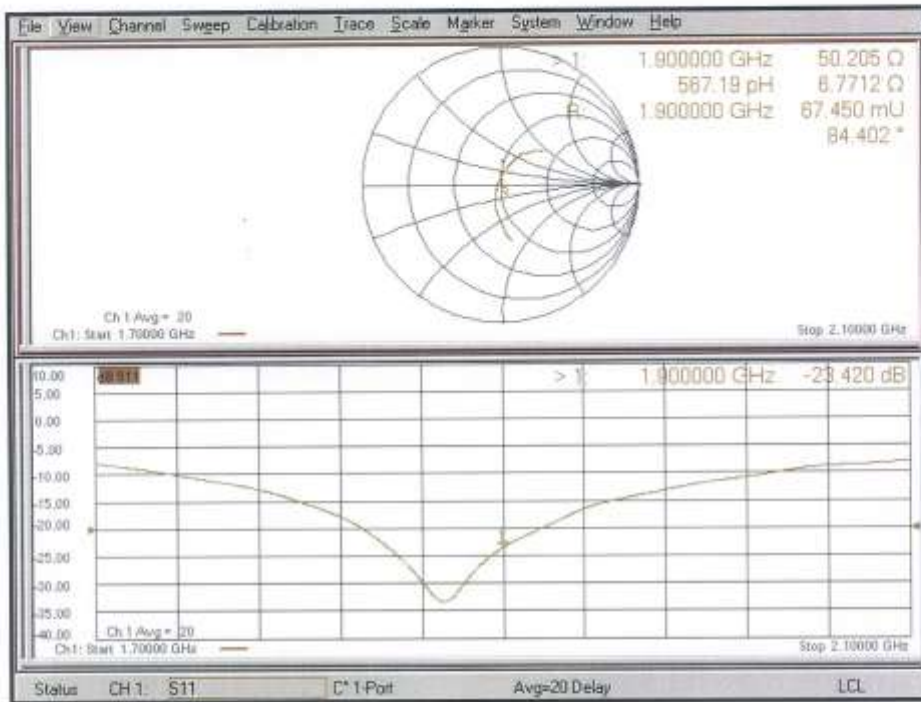 File View Channel Sweep Calibration Trace Scale Marker System Window Help
> 1: 1.900000 GHz 50.205 Ω
567.19 pH 6.7712 Ω
R: 1.900000 GHz 67.450 mU
84.402 °
Ch 1 Avg = 20
Ch1: Start 1.70000 GHz
Stop 2.10000 GHz
10.00
> 1: 1.900000 GHz -23.420 dB
5.00
0.00
-5.00
-10.00
-15.00
-20.00
1
-25.00
-30.00
-35.00
-40.00
Ch 1 Avg = 20
Ch1: Start 1.70000 GHz
Stop 2.10000 GHz
Status CH 1: S11 C* 1-Port Avg=20 Delay LCL